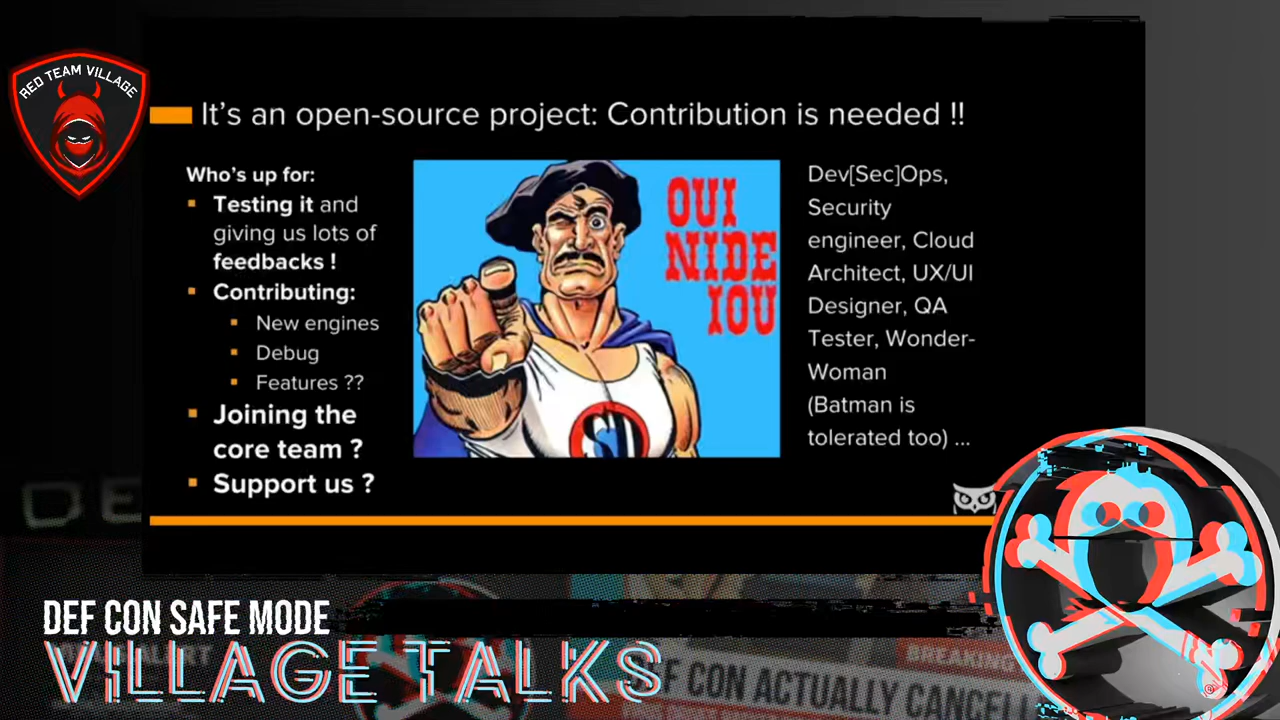 RED TEAM VILLAGE
It's an open-source project: Contribution is needed !!
Who's up for:
Testing it and
giving us lots of
feedbacks !
Contributing:
New engines
Debug
Features ??
Joining the
core team ?
Support us ?
OUI
NIDE
IOU
Dev[Sec]Ops,
Security
engineer, Cloud
Architect, UX/UI
Designer, QA
Tester, Wonder-
Woman
(Batman is
tolerated too) ...
DEF CON SAFE MODE
VILLAGE TALKS
BREAKING
DEF CON ACTUALLY